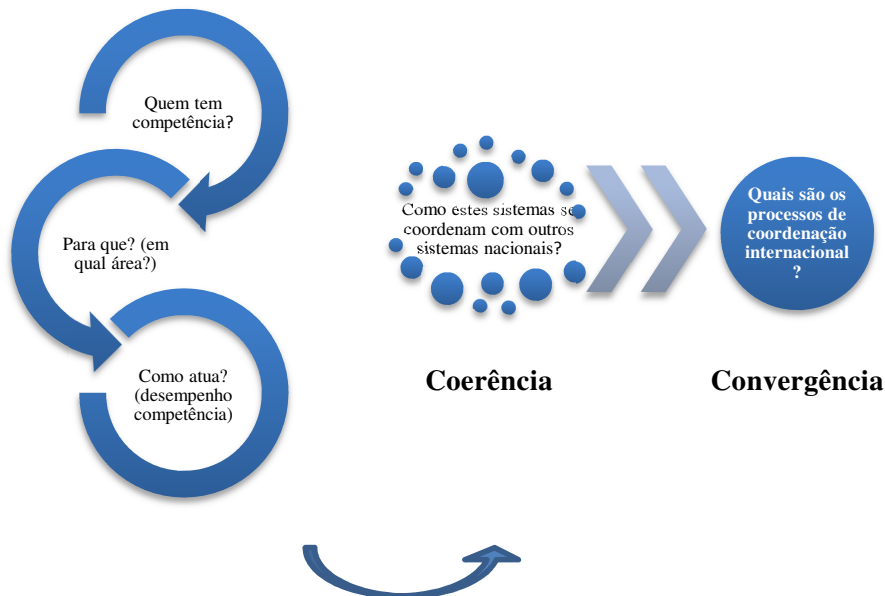 Quem tem
competência?
Para que? (em
qual área?)
Como atua?
(desempenho
competência)
Como estes sistemas se
coordenam com outros
sistemas nacionais?
Coerência
Quais são os
processos de
coordenação
internacional
?
Convergência